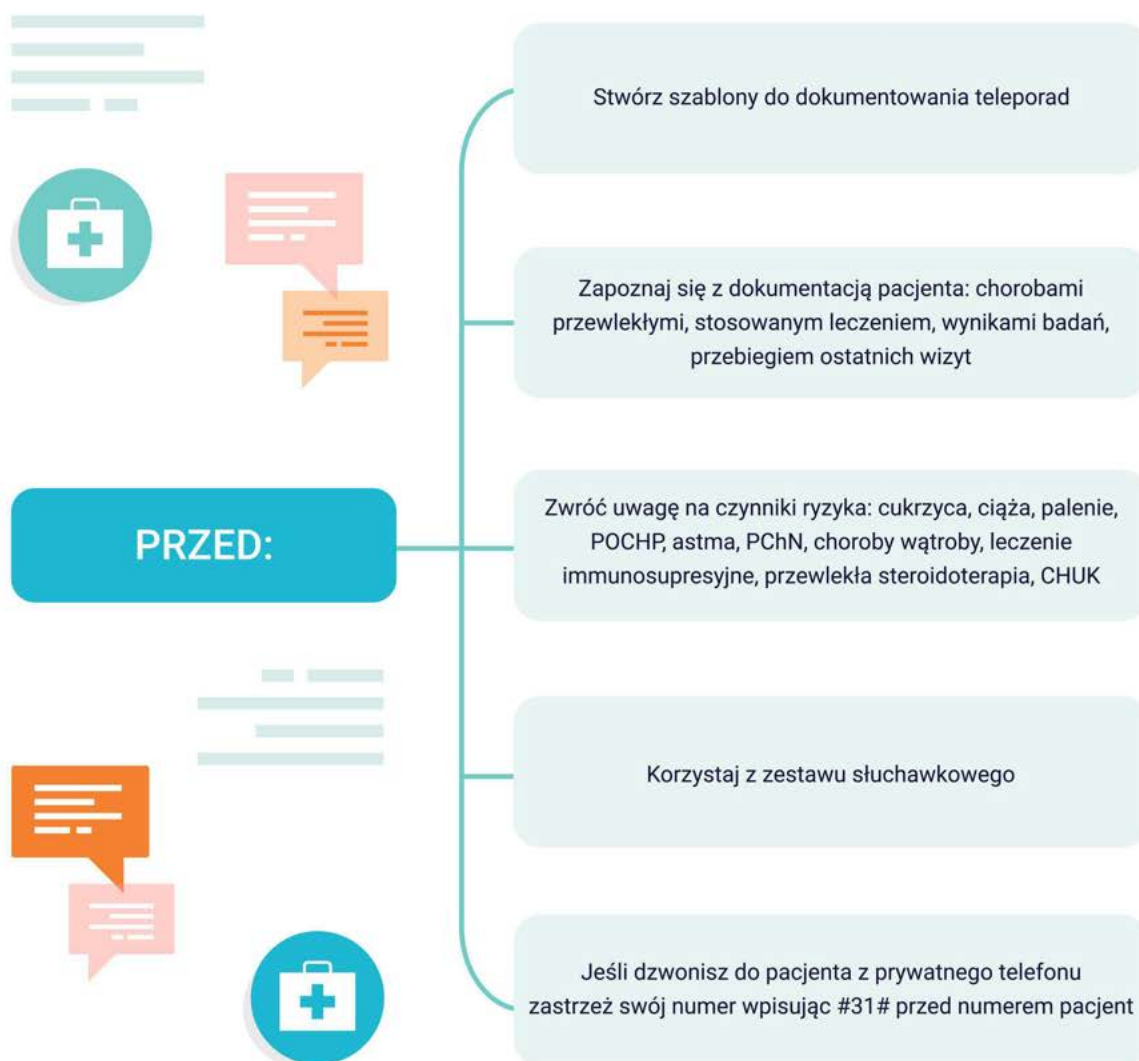 Stwórz szablony do dokumentowania teleporad
Zapoznaj się z dokumentacją pacjenta: chorobami
przewlekłymi, stosowanym leczeniem, wynikami badań,
przebiegiem ostatnich wizyt
PRZED:
Zwróć uwagę na czynniki ryzyka: cukrzyca, ciąża, palenie,
POCHP, astma, PChN, choroby wątroby, leczenie
immunosupresyjne, przewlekła steroidoterapia, CHUK
Korzystaj z zestawu słuchawkowego
Jeśli dzwonisz do pacjenta z prywatnego telefonu
zastrzeż swój numer wpisując #31# przed numerem pacjent